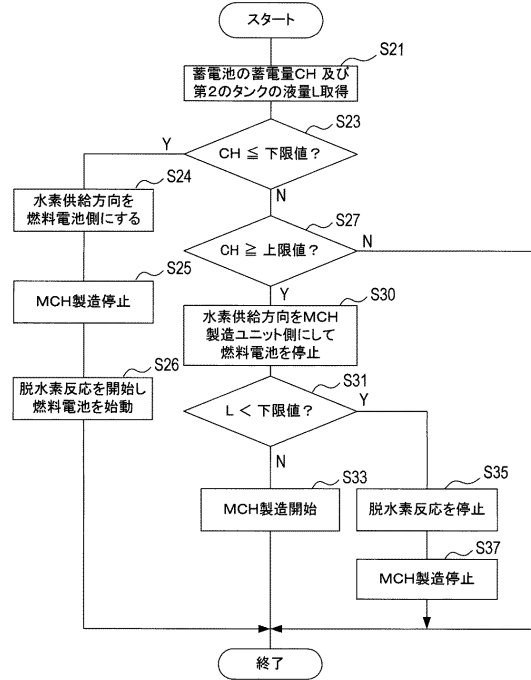 スタート
S21
蓄電池の蓄電量CH 及び
第2のタンクの液量L取得
S23
CH ≦ 下限値？
Y
N
S24
水素供給方向を
燃料電池側にする
S27
CH ≧ 上限値？
N
Y
S25
MCH製造停止
S30
水素供給方向をMCH
製造ユニット側にして
燃料電池を停止
S26
脱水素反応を開始し
燃料電池を始動
S31
L < 下限値？
Y
N
S33
MCH製造開始
S35
脱水素反応を停止
S37
MCH製造停止
終了